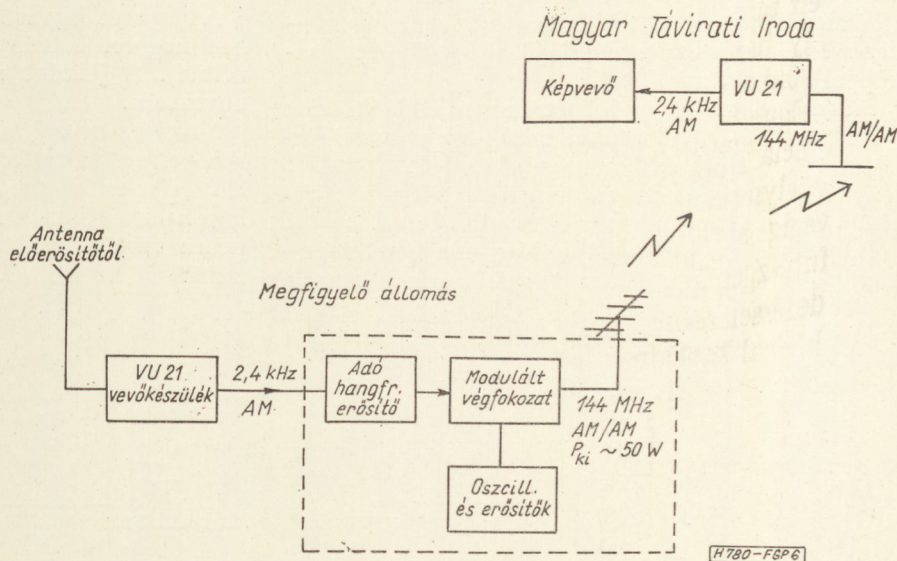 Magyar Távirati Iroda
Képvevő
2,4 kHz
AM
VU 21
144 MHz
AM/AM
Antenna
előerősítőtől
Megfigyelő állomás
VU 21
vevőkészülék
2,4 kHz
AM
Adó
hangfr.
erősítő
Modulált
végfokozat
144 MHz
AM/AM
Pki ~ 50 W
Oszcill.
és erősítők
H780-FGP6